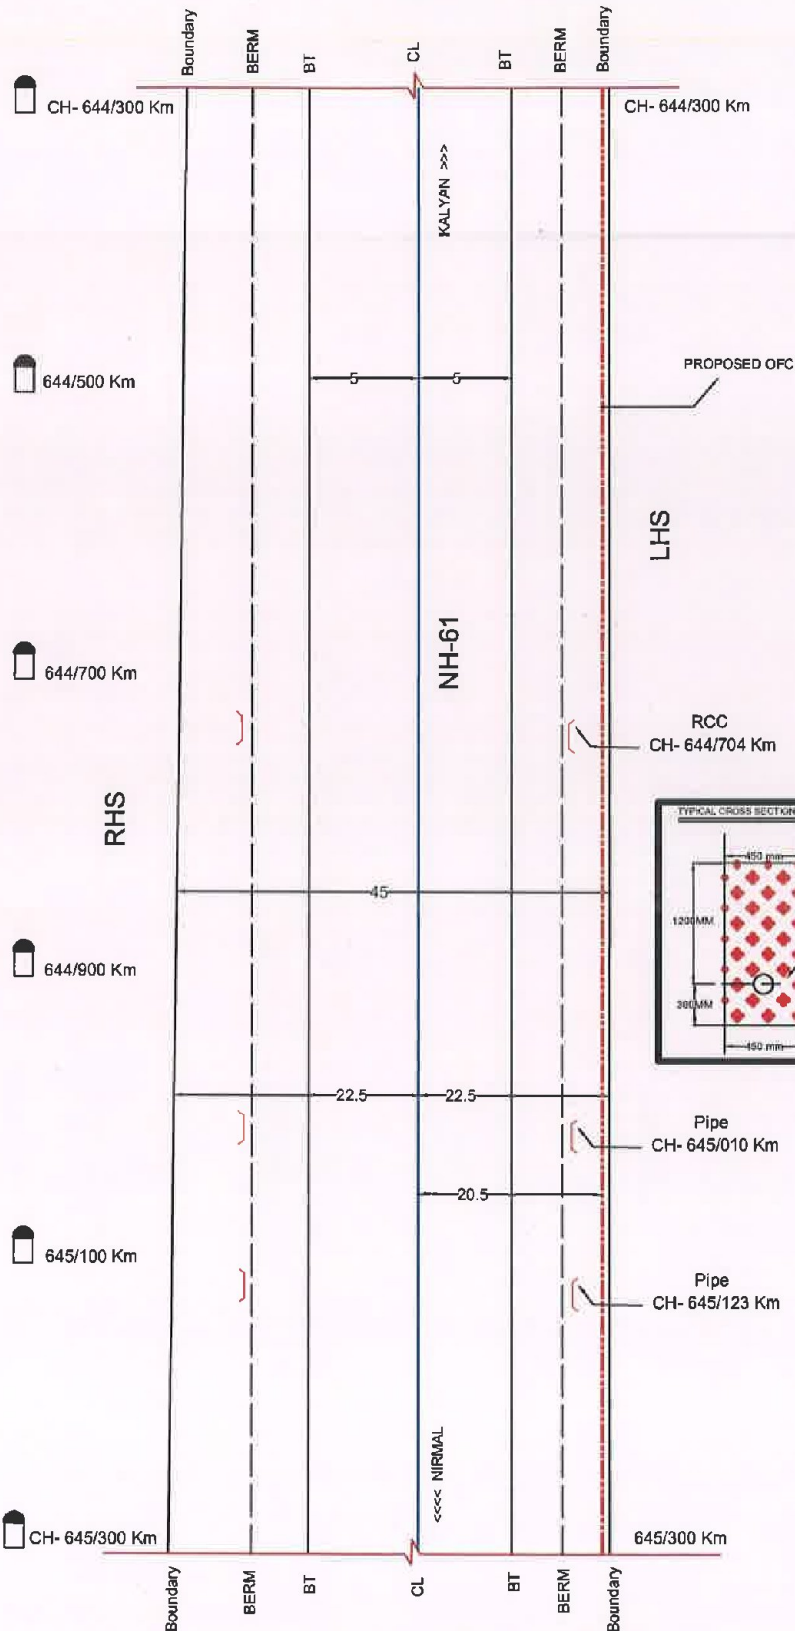 Boundary
BERM
BT
CL
BT
BERM
Boundary
CH- 644/300 Km
CH- 644/300 Km
KALYAN >>>
644/500 Km
5
5
PROPOSED OFC
LHS
644/700 Km
NH-61
RCC
CH- 644/704 Km
RHS
TYPICAL CROSS SECTION
450 mm
1200MM
300MM
450 mm
45
644/900 Km
22.5
22.5
Pipe
CH- 645/010 Km
20.5
645/100 Km
Pipe
CH- 645/123 Km
<<<< NIRMAL
CH- 645/300 Km
645/300 Km
Boundary
BERM
BT
CL
BT
BERM
Boundary